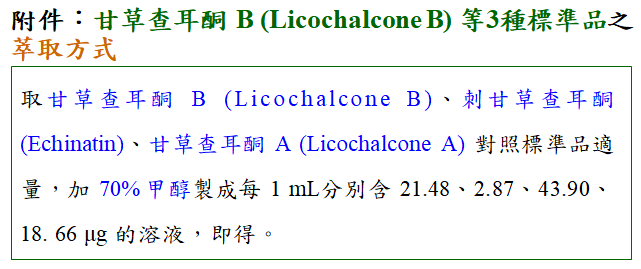 附件：甘草查耳酮 B (Licochalcone B) 等3種標準品之
萃取方式
取甘草查耳酮 B (Licochalcone B)、刺甘草查耳酮
(Echinatin)、甘草查耳酮 A (Licochalcone A) 對照標準品適
量，加 70% 甲醇製成每 1 mL分別含 21.48、2.87、43.90、
18. 66 μg 的溶液，即得。